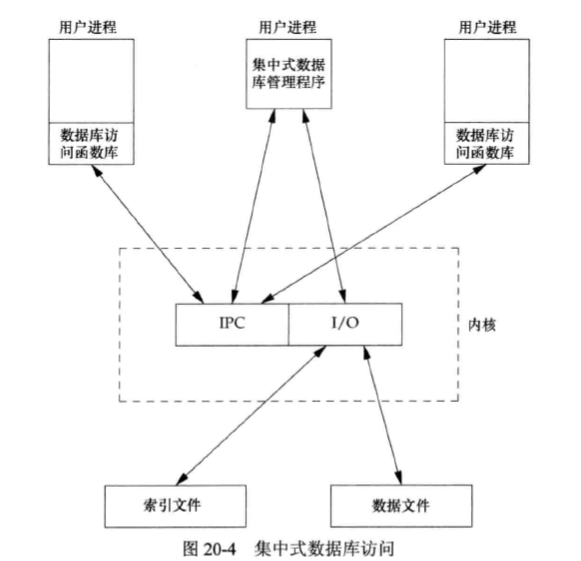 用户进程
用户进程
用户进程
集中式数据
库管理程序
数据库访
问函数库
数据库访
问函数库
IPC
I/O
内核
索引文件
数据文件
图 20-4 集中式数据库访问